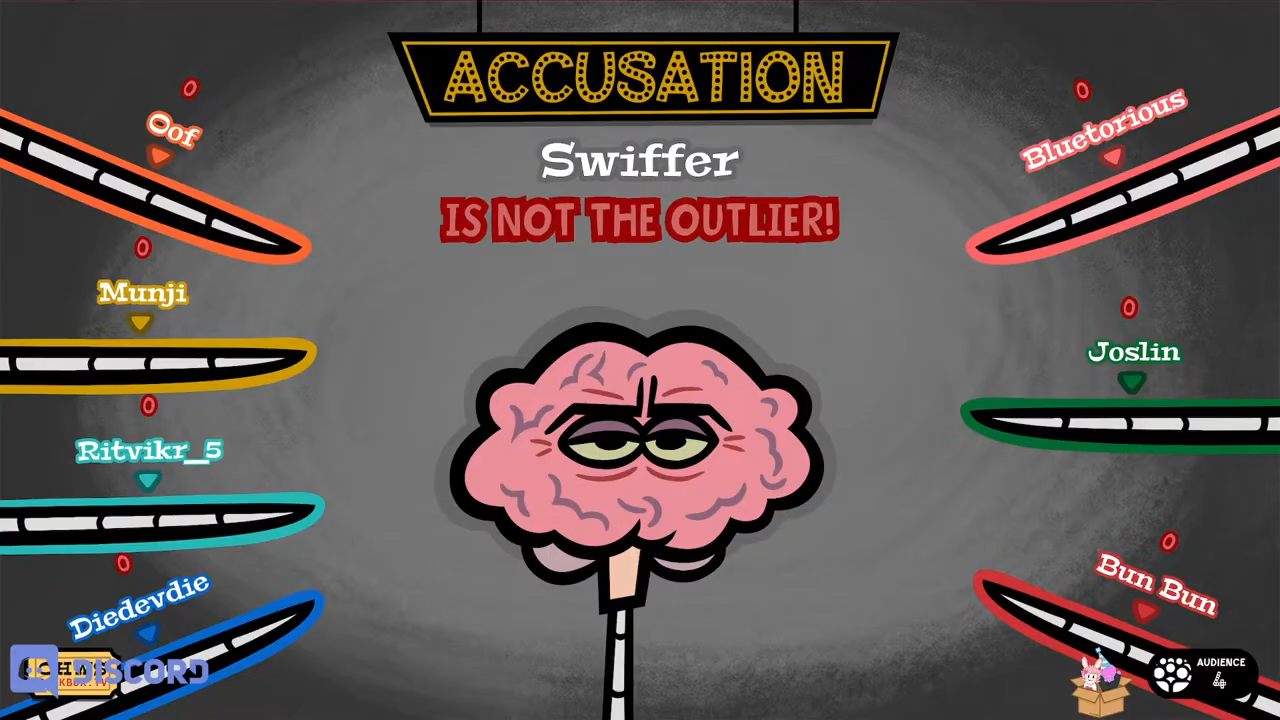 ACCUSATION
Swiffer
IS NOT THE OUTLIER!
0
Oof
0
Munji
0
Ritvikr_5
0
Diedevdie
0
Bluetorious
0
Joslin
0
Bun Bun
DISCORD
AUDIENCE
4